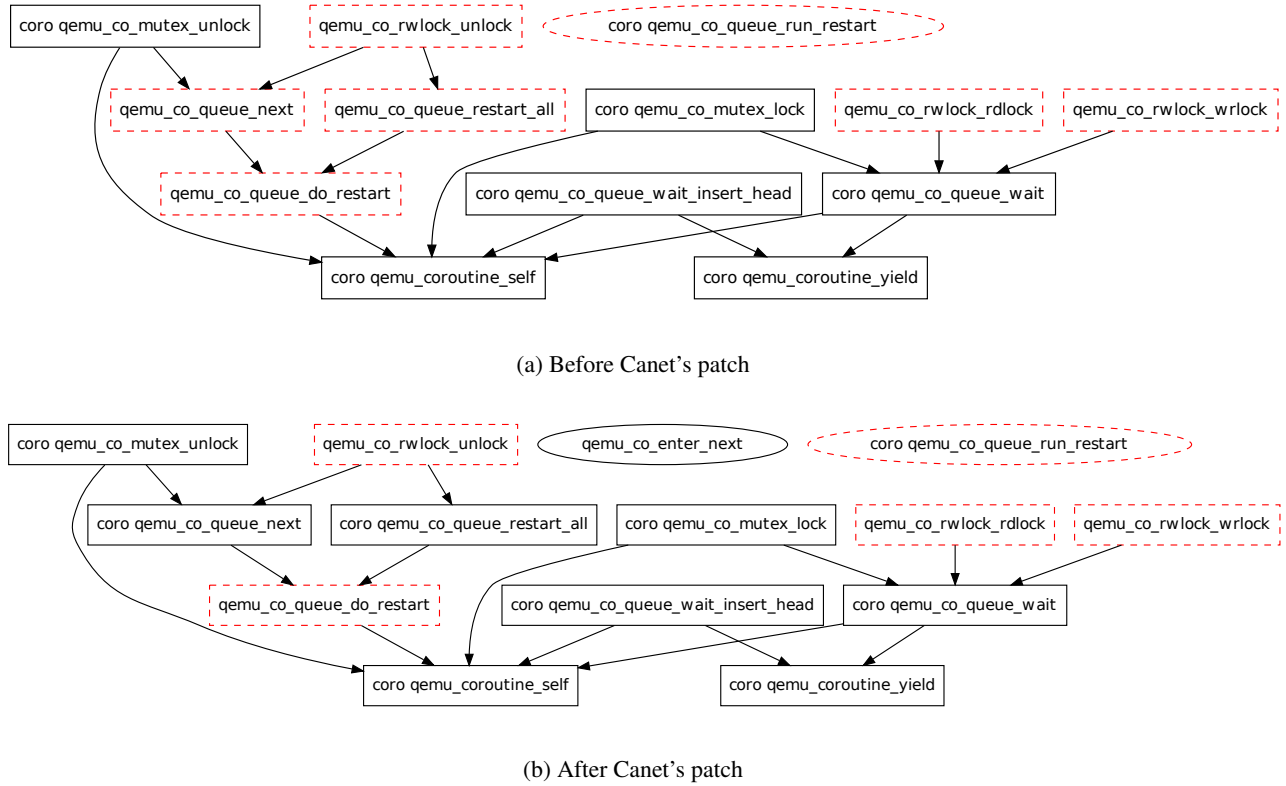 coro qemu_co_mutex_unlock
qemu_co_rwlock_unlock
coro qemu_co_queue_run_restart
qemu_co_queue_next
qemu_co_queue_restart_all
coro qemu_co_mutex_lock
qemu_co_rwlock_rdlock
qemu_co_rwlock_wrlock
qemu_co_queue_do_restart
coro qemu_co_queue_wait_insert_head
coro qemu_co_queue_wait
coro qemu_coroutine_self
coro qemu_coroutine_yield
(a) Before Canet's patch
coro qemu_co_mutex_unlock
qemu_co_rwlock_unlock
qemu_co_enter_next
coro qemu_co_queue_run_restart
coro qemu_co_queue_next
coro qemu_co_queue_restart_all
coro qemu_co_mutex_lock
qemu_co_rwlock_rdlock
qemu_co_rwlock_wrlock
qemu_co_queue_do_restart
coro qemu_co_queue_wait_insert_head
coro qemu_co_queue_wait
coro qemu_coroutine_self
coro qemu_coroutine_yield
(b) After Canet's patch